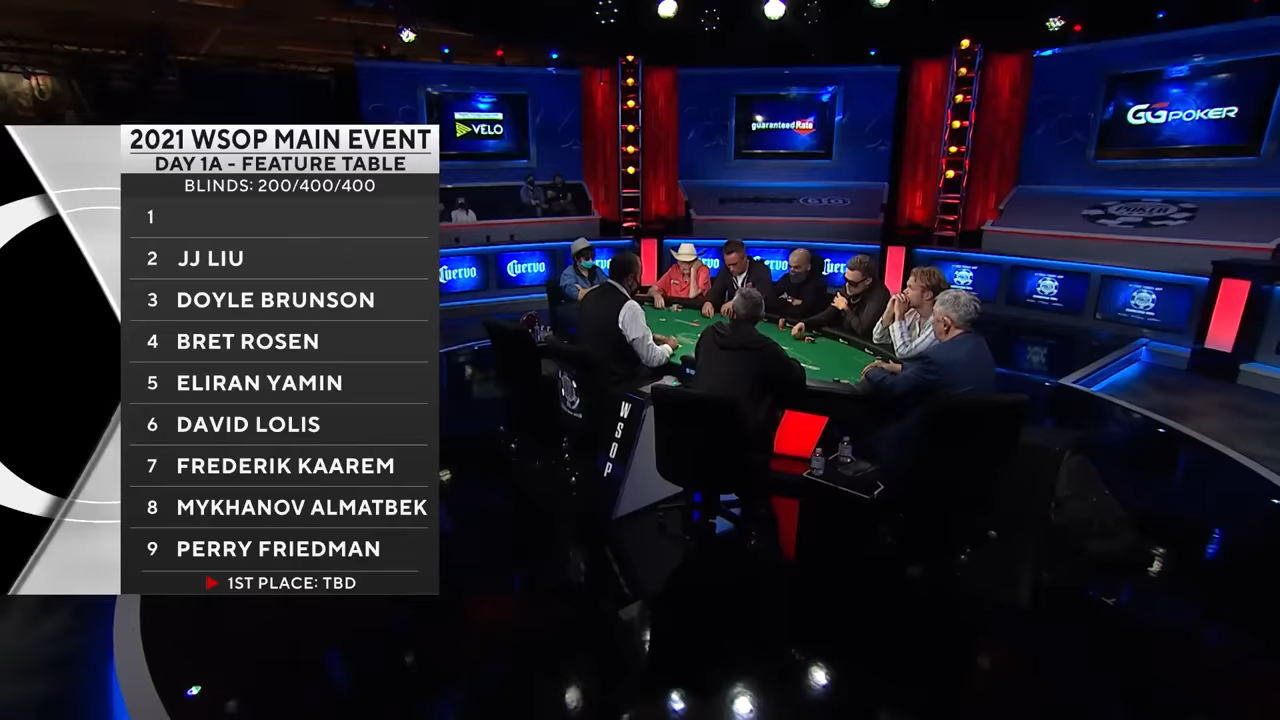 2021 WSOP MAIN EVENT
DAY 1A - FEATURE TABLE
BLINDS: 200/400/400
1
2 JJ LIU
3 DOYLE BRUNSON
4 BRET ROSEN
5 ELIRAN YAMIN
6 DAVID LOLIS
7 FREDERIK KAAREM
8 MYKHANOV ALMATBEK
9 PERRY FRIEDMAN
1ST PLACE: TBD
VELO
guaranteedRate
GGPOKER
Cuervo
Cuervo
WSOP